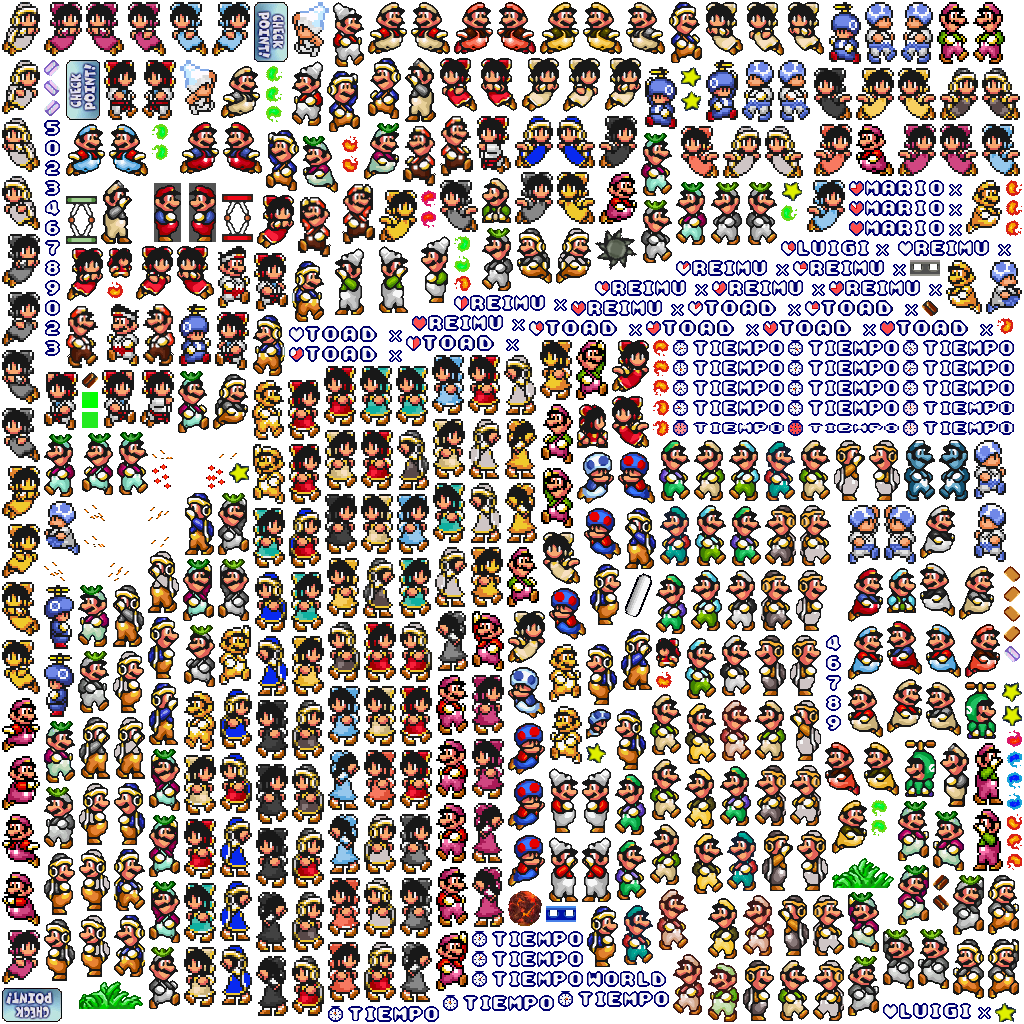 CHECK
POINT!
CHECK
POINT!
5
0
2
3
4
6
7
8
9
0
2
3
MARIO x
MARIO x
MARIO x
LUIGI x REIMU x
REIMU x REIMU x
REIMU x REIMU x REIMU x
REIMU x REIMU x TOAD x TOAD x
REIMU x TOAD x TOAD x TOAD x TOAD x
TOAD x TOAD x
TOAD x
TIEMPO TIEMPO TIEMPO
TIEMPO TIEMPO TIEMPO
TIEMPO TIEMPO TIEMPO
TIEMPO TIEMPO TIEMPO
TIEMPO TIEMPO TIEMPO
4
6
7
8
9
TIEMPO
TIEMPO
TIEMPO WORLD
TIEMPO TIEMPO
TIEMPO
LUIGI x
CHECK
POINT!